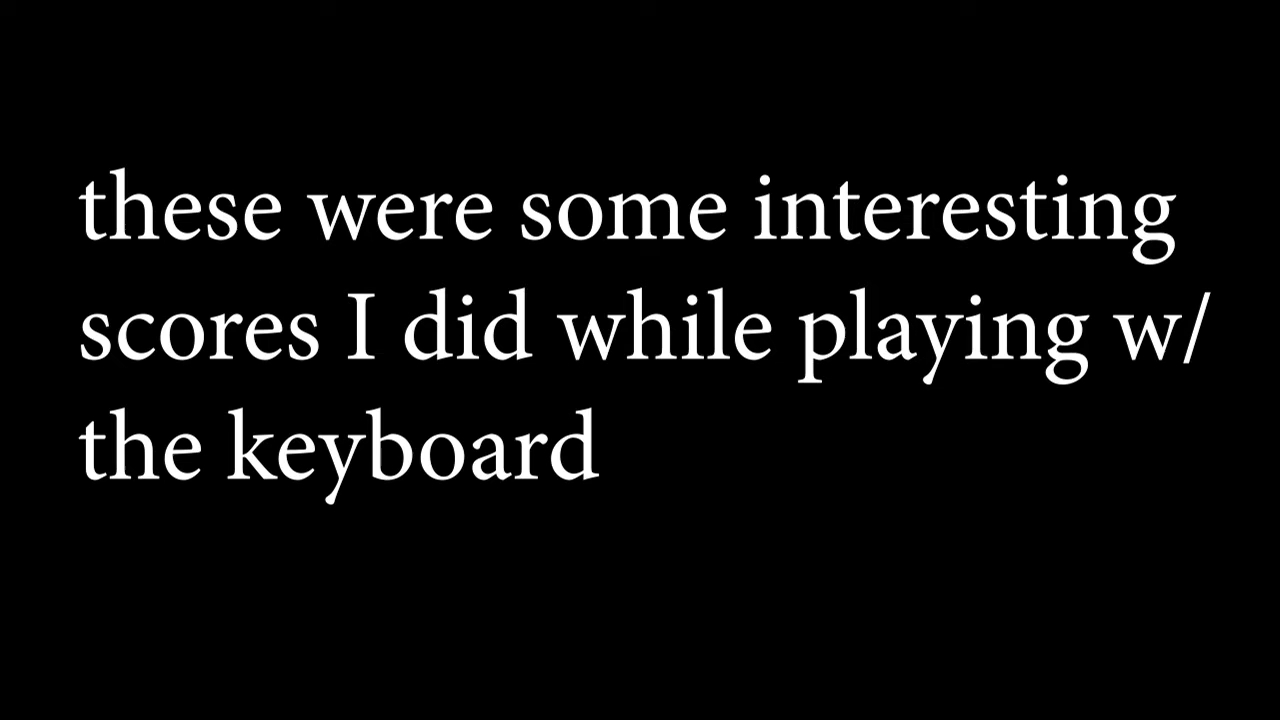 these were some interesting
scores I did while playing w/
the keyboard